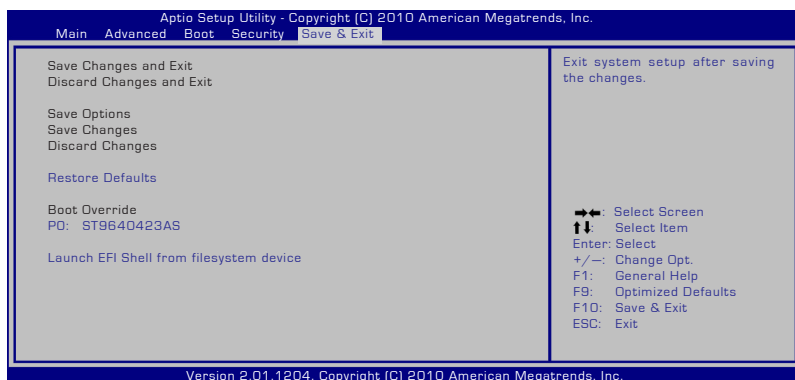 Aptio Setup Utility - Copyright (C) 2010 American Megatrends, Inc.
Main Advanced Boot Security Save & Exit
Save Changes and Exit
Discard Changes and Exit
Save Options
Save Changes
Discard Changes
Restore Defaults
Boot Override
P0: ST9640423AS
Launch EFI Shell from filesystem device
Exit system setup after saving
the changes.
→←: Select Screen
↑↓: Select Item
Enter: Select
+/—: Change Opt.
F1: General Help
F9: Optimized Defaults
F10: Save & Exit
ESC: Exit
Version 2.01.1204. Copyright (C) 2010 American Megatrends, Inc.